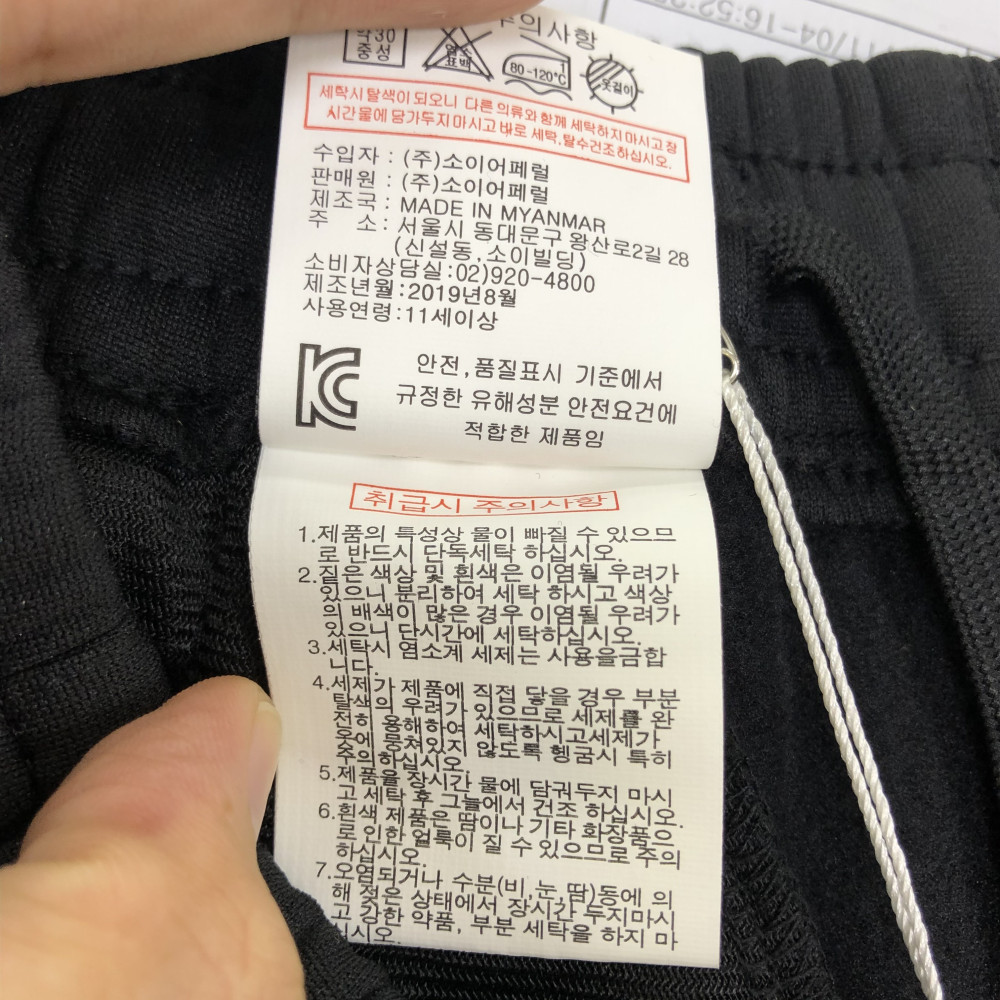 11/04-16:52:2
주의사항
약30
중성
염소
표백
80-120℃
1
옷걸이
세탁시 탈색이 되오니 다른 의류와 함께 세탁하지 마시고 장
시간 물에 담가두지 마시고 바로 세탁,탈수건조하십시오.
수입자 : (주)소이어페럴
판매원 : (주)소이어페럴
제조국 : MADE IN MYANMAR
주 소 : 서울시 동대문구 왕산로2길 28
(신설동,소이빌딩)
소비자상담실:02)920-4800
제조년월:2019년8월
사용연령:11세이상
KC
안전,품질표시 기준에서
규정한 유해성분 안전요건에
적합한 제품임
취급시 주의사항
1.제품의 특성상 물이 빠질 수 있으므
로 반드시 단독세탁 하십시오.
2.짙은 색상 및 흰색은 이염될 우려가
있으니 분리하여 세탁 하시고 색상
의 배색이 많은 경우 이염될 우려가
있으니 단시간에 세탁하십시오.
3.세탁시 염소계 세제는 사용을금합
니다.
4.세제가 제품에 직접 닿을 경우 부분
탈색의 우려가 있으므로 세제를 완
전히 용해하여 세탁하시고세제가
옷에 뭉쳐있지 않도록 헹굼시 특히
주의하십시오.
5.제품을 장시간 물에 담궈두지 마시
고 세탁 후 그늘에서 건조 하십시오.
6.흰색 제품은 땀이나 기타 화장품으
로 인한 얼룩이 질 수 있으므로 주의
하십시오.
7.오염되거나 수분(비,눈,땀)등에 의
해 젖은 상태에서 장시간 두지마시
고 강한 약품, 부분 세탁을 하지 마
십시오.